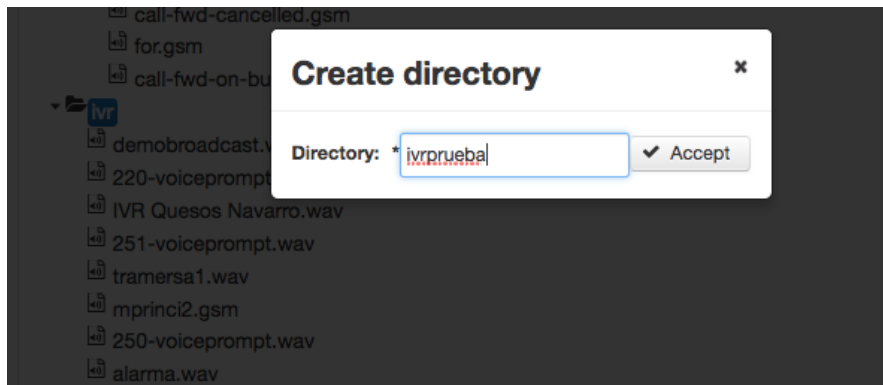 call-fwd-cancelled.gsm
for.gsm
call-fwd-on-bu
ivr
demobroadcast.w
220-voiceprompt
IVR Quesos Navarro.wav
251-voiceprompt.wav
tramersa1.wav
mprinci2.gsm
250-voiceprompt.wav
alarma.wav
Create directory
×
Directory: * ivrprueba ✔ Accept